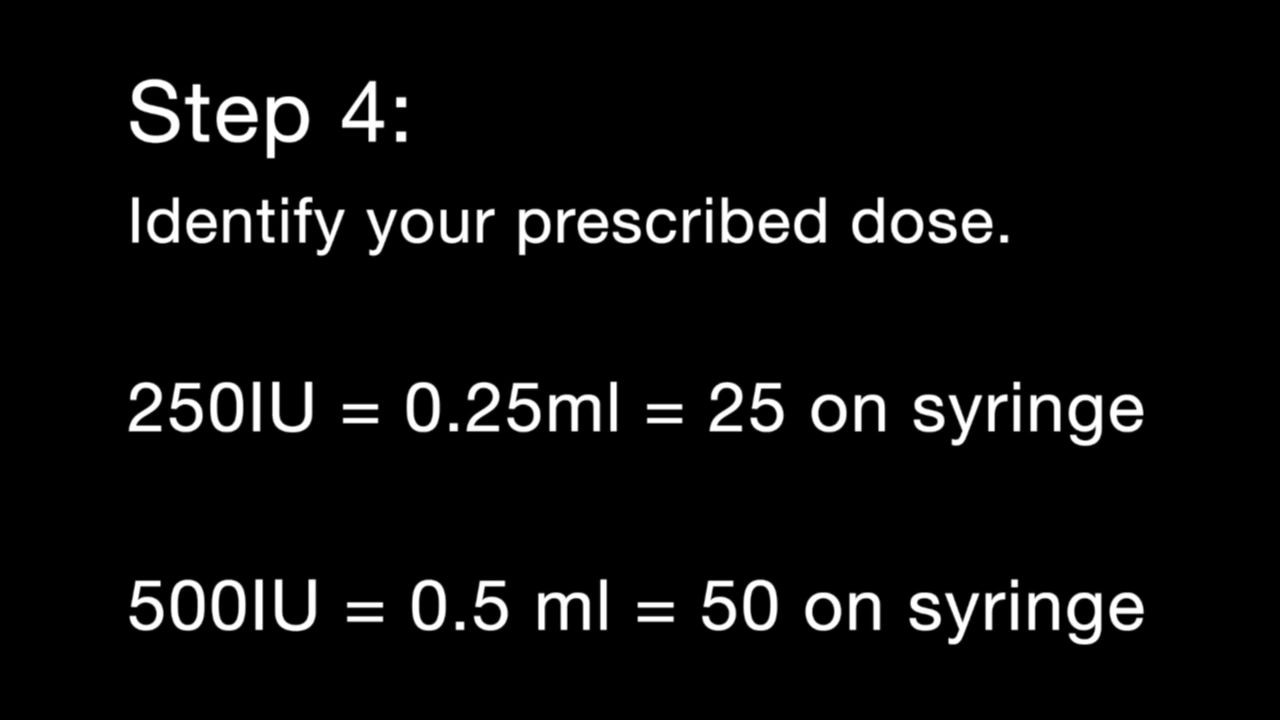 Step 4:
Identify your prescribed dose.
250IU = 0.25ml = 25 on syringe
500IU = 0.5 ml = 50 on syringe